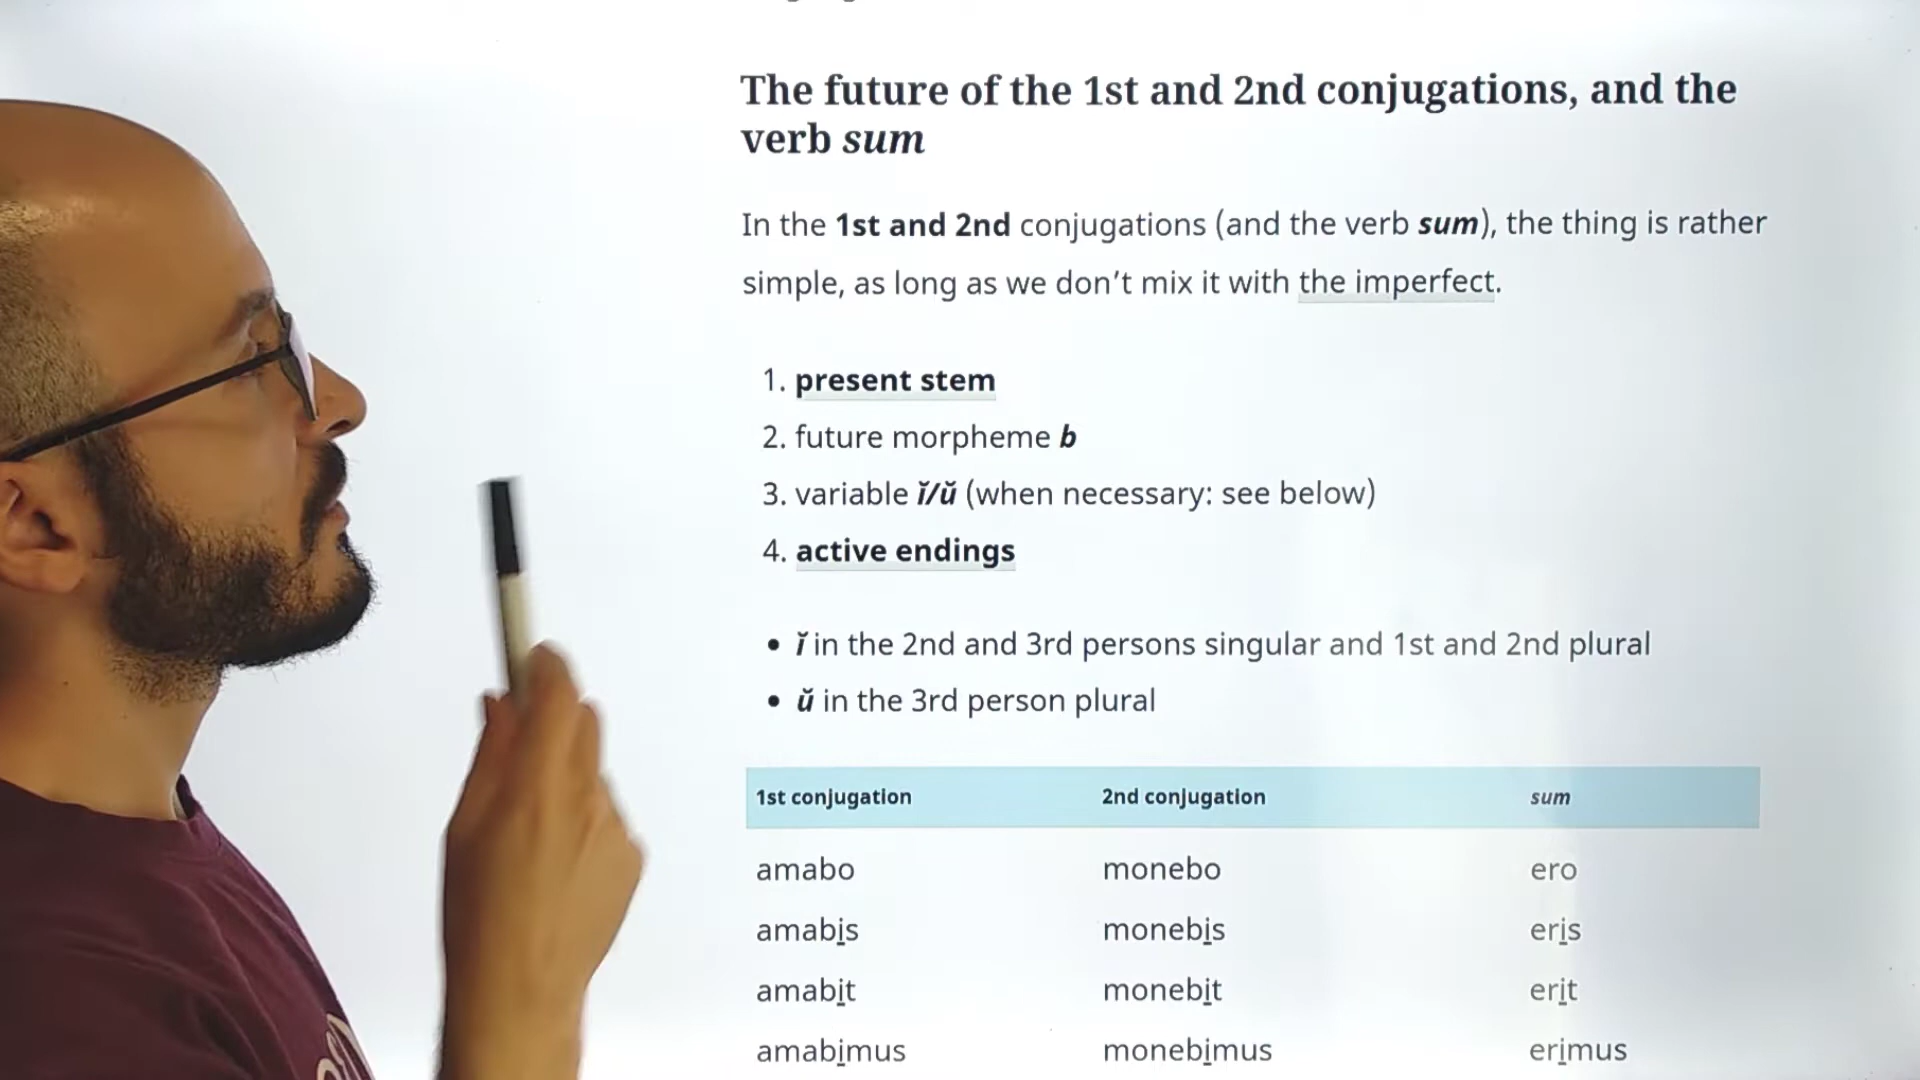 The future of the 1st and 2nd conjugations, and the
verb sum
In the 1st and 2nd conjugations (and the verb sum), the thing is rather
simple, as long as we don’t mix it with the imperfect.
1. present stem
2. future morpheme b
3. variable ĭ/ŭ (when necessary: see below)
4. active endings
• ĭ in the 2nd and 3rd persons singular and 1st and 2nd plural
• ŭ in the 3rd person plural
1st conjugation 2nd conjugation sum
amabo monebo ero
amabis monebis eris
amabit monebit erit
amabimus monebimus erimus